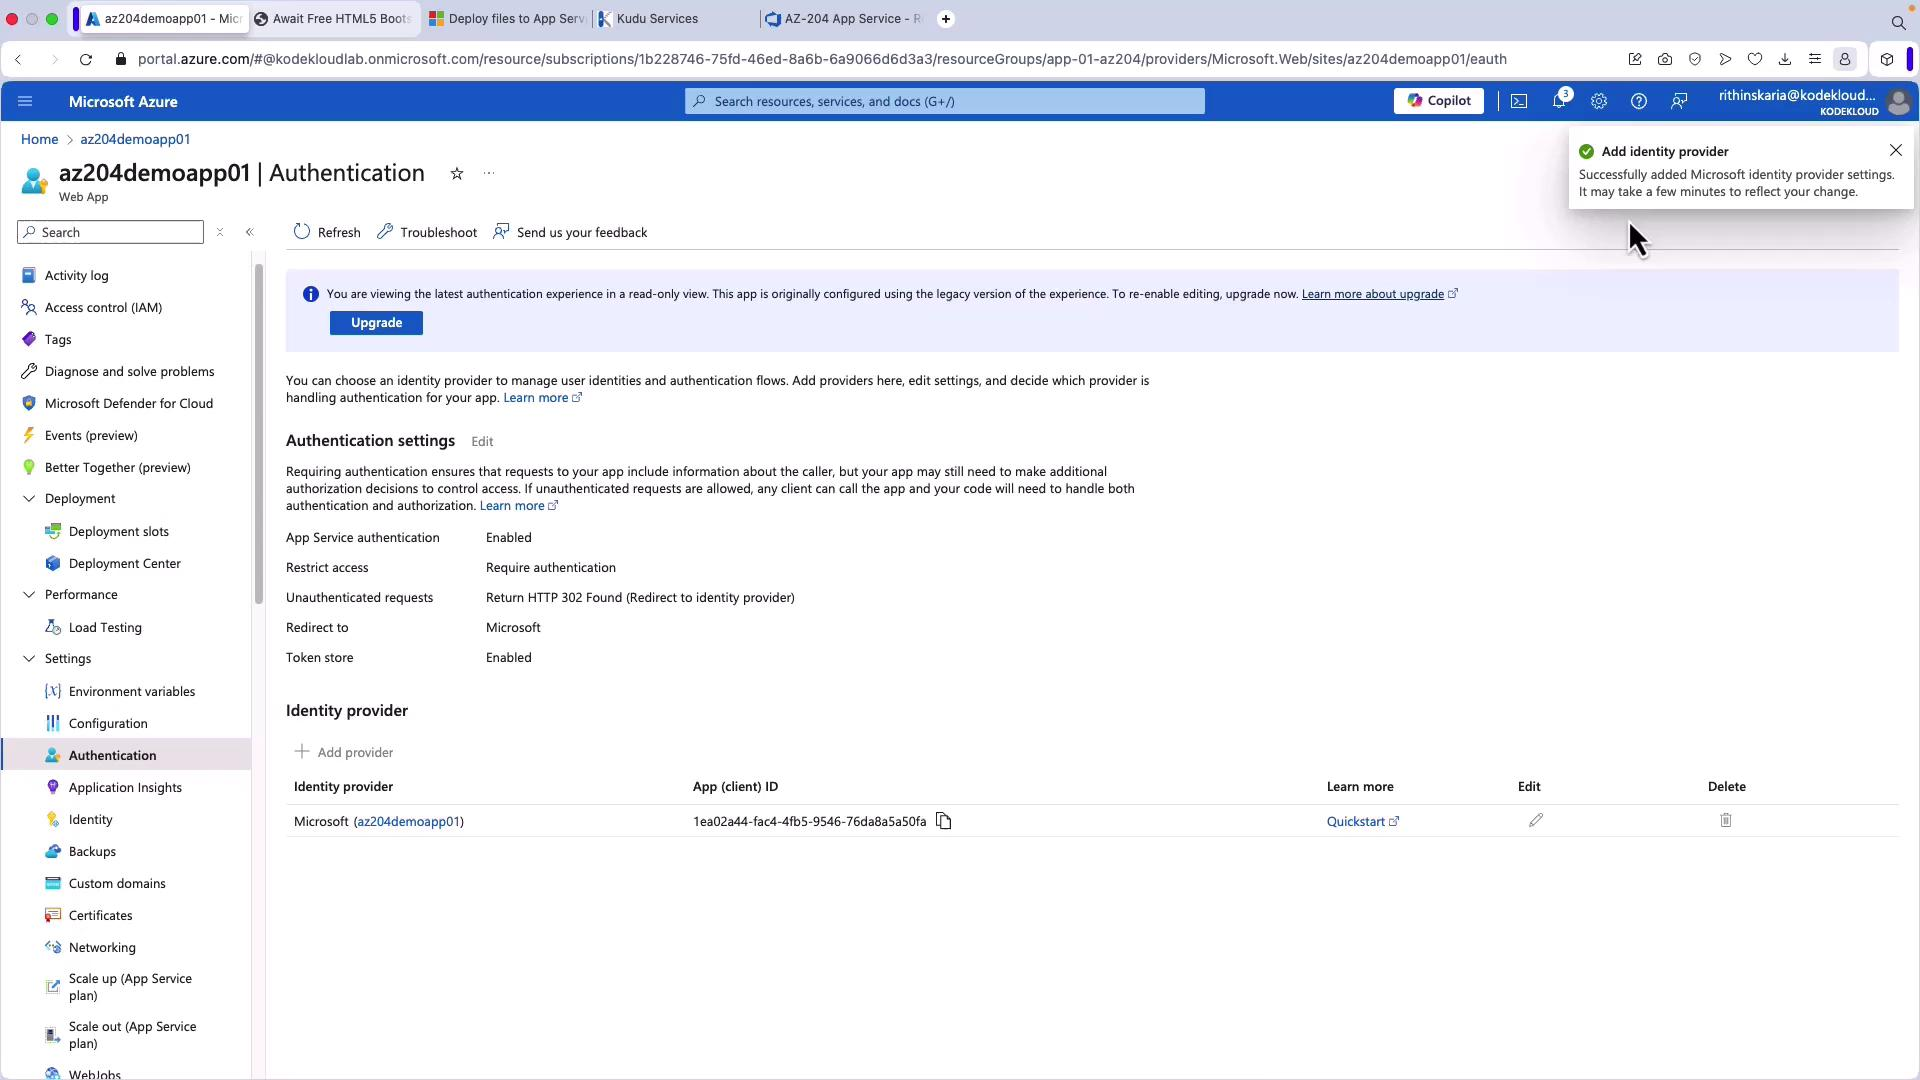 az204demoapp01 - Micr
Await Free HTML5 Boots
Deploy files to App Serv
Kudu Services
AZ-204 App Service - R
portal.azure.com/#@kodekloudlab.onmicrosoft.com/resource/subscriptions/1b228746-75fd-46ed-8a6b-6a9066d6d3a3/resourceGroups/app-01-az204/providers/Microsoft.Web/sites/az204demoapp01/eauth
Microsoft Azure
Search resources, services, and docs (G+/)
Copilot
3
rithinskaria@kodekloud...
KODEKLOUD
Home > az204demoapp01
az204demoapp01 | Authentication
Web App
Add identity provider
Successfully added Microsoft identity provider settings.
It may take a few minutes to reflect your change.
Search
Refresh
Troubleshoot
Send us your feedback
Activity log
Access control (IAM)
Tags
Diagnose and solve problems
Microsoft Defender for Cloud
Events (preview)
Better Together (preview)
Deployment
Deployment slots
Deployment Center
Performance
Load Testing
Settings
Environment variables
Configuration
Authentication
Application Insights
Identity
Backups
Custom domains
Certificates
Networking
Scale up (App Service
plan)
Scale out (App Service
plan)
WebJobs
You are viewing the latest authentication experience in a read-only view. This app is originally configured using the legacy version of the experience. To re-enable editing, upgrade now. Learn more about upgrade
Upgrade
You can choose an identity provider to manage user identities and authentication flows. Add providers here, edit settings, and decide which provider is
handling authentication for your app. Learn more
Authentication settings Edit
Requiring authentication ensures that requests to your app include information about the caller, but your app may still need to make additional
authorization decisions to control access. If unauthenticated requests are allowed, any client can call the app and your code will need to handle both
authentication and authorization. Learn more
App Service authentication Enabled
Restrict access Require authentication
Unauthenticated requests Return HTTP 302 Found (Redirect to identity provider)
Redirect to Microsoft
Token store Enabled
Identity provider
Add provider
Identity provider App (client) ID Learn more Edit Delete
Microsoft (az204demoapp01) 1ea02a44-fac4-4fb5-9546-76da8a5a50fa Quickstart